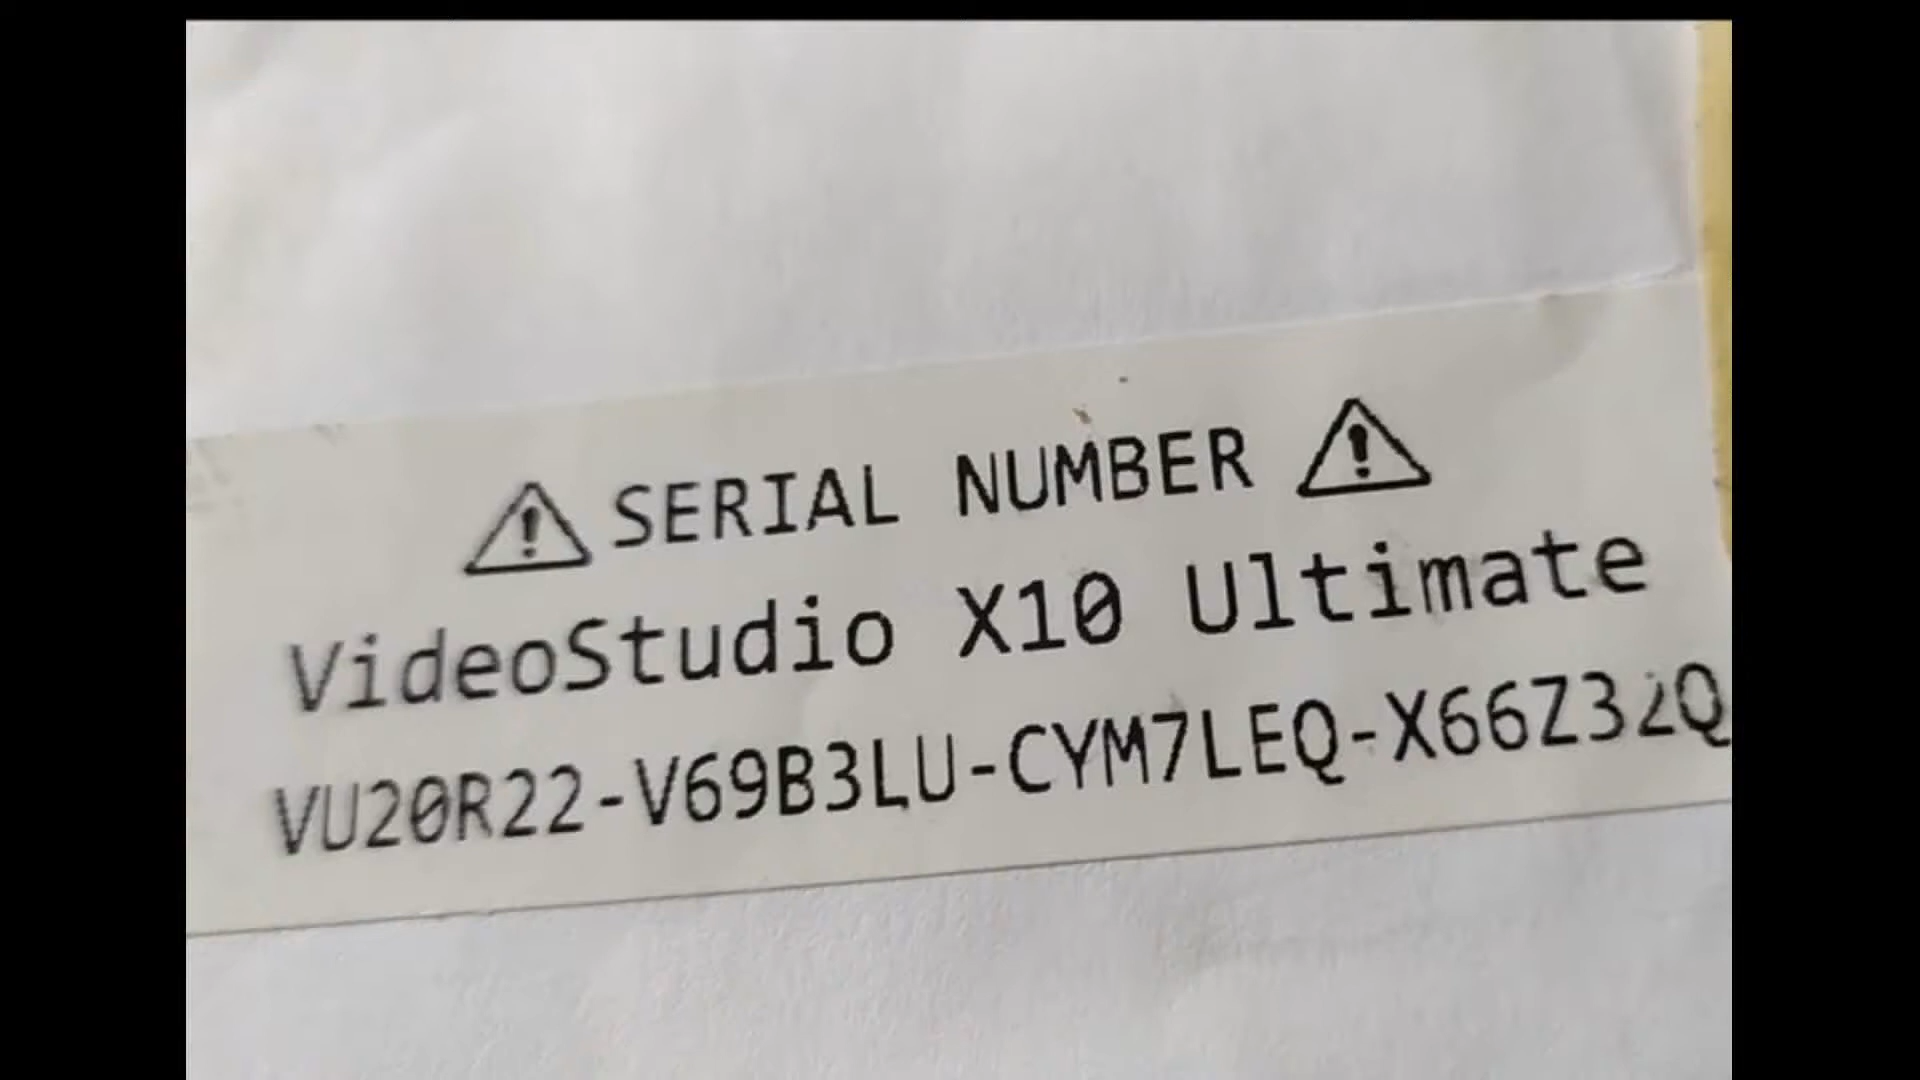 ⚠ SERIAL NUMBER ⚠
VideoStudio X10 Ultimate
VU20R22-V69B3LU-CYM7LEQ-X66Z32Q